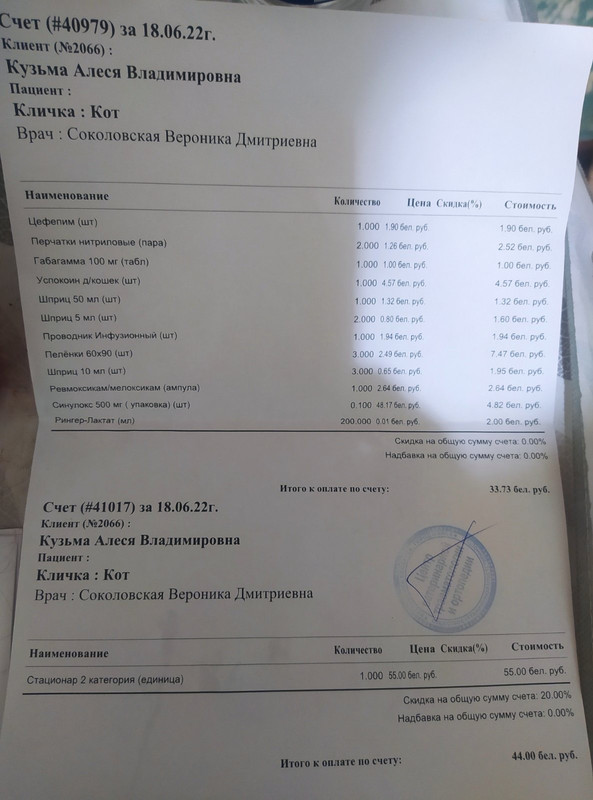 Счет (#40979) за 18.06.22г.
Клиент (№2066) :
Кузьма Алеся Владимировна
Пациент :
Кличка : Кот
Врач : Соколовская Вероника Дмитриевна
Наименование Количество Цена Скидка(%) Стоимость
Цефепим (шт) 1.000 1.90 бел. руб. 1.90 бел. руб.
Перчатки нитриловые (пара) 2.000 1.26 бел. руб. 2.52 бел. руб.
Габагамма 100 мг (табл) 1.000 1.00 бел. руб. 1.00 бел. руб.
Успокоин д/кошек (шт) 1.000 4.57 бел. руб. 4.57 бел. руб.
Шприц 50 мл (шт) 1.000 1.32 бел. руб. 1.32 бел. руб.
Шприц 5 мл (шт) 2.000 0.80 бел. руб. 1.60 бел. руб.
Проводник Инфузионный (шт) 1.000 1.94 бел. руб. 1.94 бел. руб.
Пелёнки 60х90 (шт) 3.000 2.49 бел. руб. 7.47 бел. руб.
Шприц 10 мл (шт) 3.000 0.65 бел. руб. 1.95 бел. руб.
Ревмоксикам/мелоксикам (ампула) 1.000 2.64 бел. руб. 2.64 бел. руб.
Синулокс 500 мг ( упаковка) (шт) 0.100 48.17 бел. руб. 4.82 бел. руб.
Рингер-Лактат (мл) 200.000 0.01 бел. руб. 2.00 бел. руб.
Скидка на общую сумму счета: 0.00%
Надбавка на общую сумму счета: 0.00%
Итого к оплате по счету: 33.73 бел. руб.
Счет (#41017) за 18.06.22г.
Клиент (№2066) :
Кузьма Алеся Владимировна
Пациент :
Кличка : Кот
Врач : Соколовская Вероника Дмитриевна
Центр
и ортопедии
Наименование Количество Цена Скидка(%) Стоимость
Стационар 2 категория (единица) 1.000 55.00 бел. руб. 55.00 бел. руб.
Скидка на общую сумму счета: 20.00%
Надбавка на общую сумму счета: 0.00%
Итого к оплате по счету: 44.00 бел. руб.